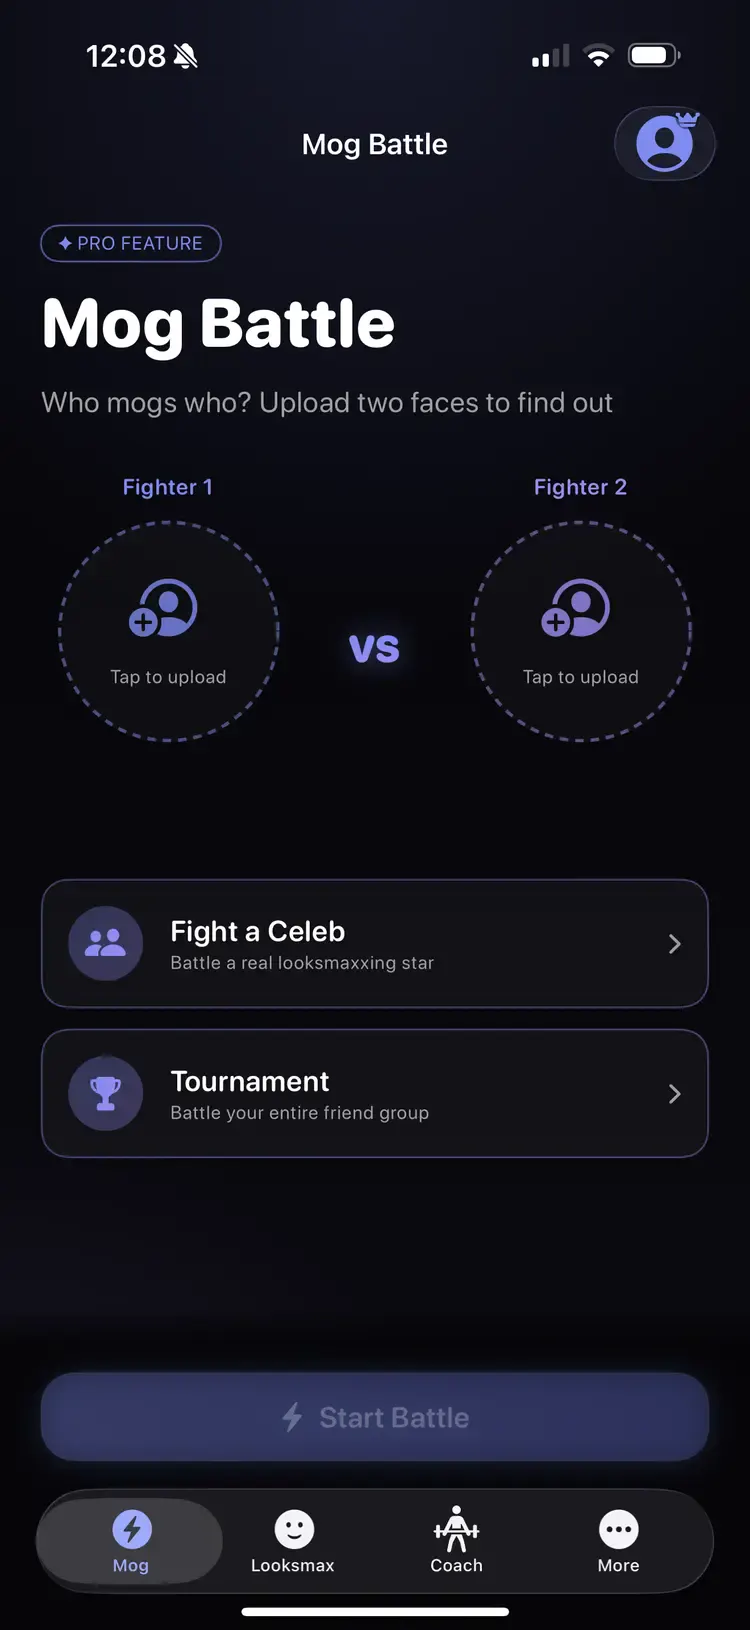 12:08
Mog Battle
PRO FEATURE
Mog Battle
Who mogs who? Upload two faces to find out
Fighter 1
Fighter 2
Tap to upload
VS
Tap to upload
Fight a Celeb
Battle a real looksmaxxing star
Tournament
Battle your entire friend group
Start Battle
Mog
Looksmax
Coach
More